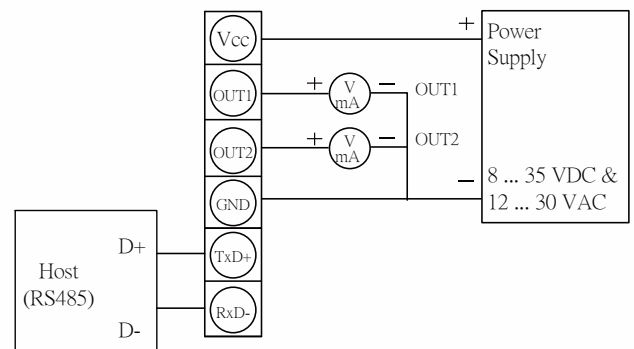 Vcc
+
Power
Supply
OUT1
+
V
mA
−
OUT1
OUT2
+
V
mA
−
OUT2
GND
−
8 ... 35 VDC &
12 ... 30 VAC
Host
(RS485)
D+
TxD+
D-
RxD-